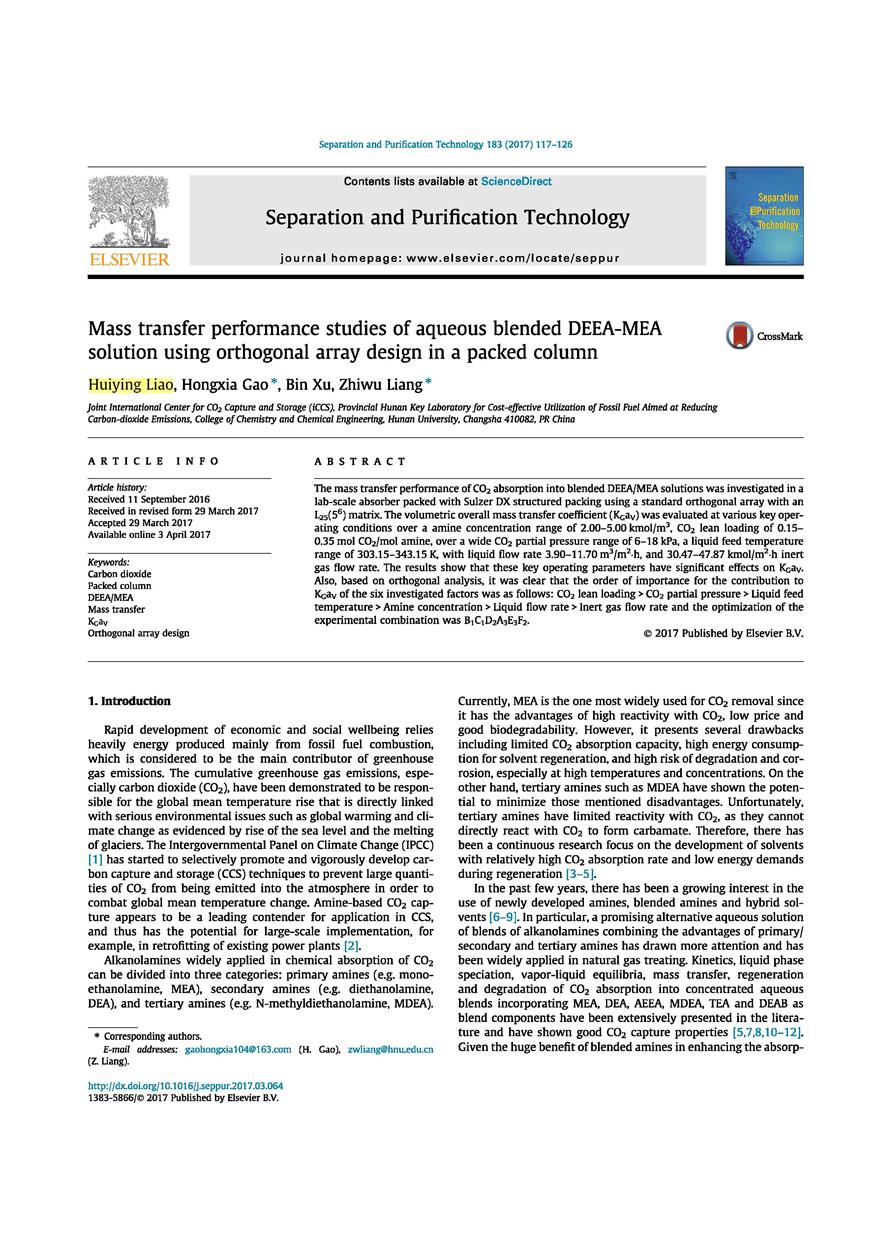 Separation and Purification Technology 183 (2017) 117–126
Contents lists available at ScienceDirect
Separation and Purification Technology
journal homepage: www.elsevier.com/locate/seppur
ELSEVIER
Separation
Purification
Technology
Mass transfer performance studies of aqueous blended DEEA-MEA
solution using orthogonal array design in a packed column
CrossMark
Huiying Liao, Hongxia Gao *, Bin Xu, Zhiwu Liang *
Joint International Center for CO₂ Capture and Storage (iCCS), Provincial Hunan Key Laboratory for Cost-effective Utilization of Fossil Fuel Aimed at Reducing
Carbon-dioxide Emissions, College of Chemistry and Chemical Engineering, Hunan University, Changsha 410082, PR China
ARTICLE INFO
Article history:
Received 11 September 2016
Received in revised form 29 March 2017
Accepted 29 March 2017
Available online 3 April 2017
Keywords:
Carbon dioxide
Packed column
DEEA/MEA
Mass transfer
K_Ga_V
Orthogonal array design
ABSTRACT
The mass transfer performance of CO₂ absorption into blended DEEA/MEA solutions was investigated in a
lab-scale absorber packed with Sulzer DX structured packing using a standard orthogonal array with an
L₂₅(5⁶) matrix. The volumetric overall mass transfer coefficient (K_Ga_V) was evaluated at various key oper-
ating conditions over a amine concentration range of 2.00–5.00 kmol/m³, CO₂ lean loading of 0.15–
0.35 mol CO₂/mol amine, over a wide CO₂ partial pressure range of 6–18 kPa, a liquid feed temperature
range of 303.15–343.15 K, with liquid flow rate 3.90–11.70 m³/m²·h, and 30.47–47.87 kmol/m²·h inert
gas flow rate. The results show that these key operating parameters have significant effects on K_Ga_V.
Also, based on orthogonal analysis, it was clear that the order of importance for the contribution to
K_Ga_V of the six investigated factors was as follows: CO₂ lean loading > CO₂ partial pressure > Liquid feed
temperature > Amine concentration > Liquid flow rate > Inert gas flow rate and the optimization of the
experimental combination was B₁C₁D₂A₃E₃F₂.
© 2017 Published by Elsevier B.V.
1. Introduction
Rapid development of economic and social wellbeing relies
heavily energy produced mainly from fossil fuel combustion,
which is considered to be the main contributor of greenhouse
gas emissions. The cumulative greenhouse gas emissions, espe-
cially carbon dioxide (CO₂), have been demonstrated to be respon-
sible for the global mean temperature rise that is directly linked
with serious environmental issues such as global warming and cli-
mate change as evidenced by rise of the sea level and the melting
of glaciers. The Intergovernmental Panel on Climate Change (IPCC)
[1] has started to selectively promote and vigorously develop car-
bon capture and storage (CCS) techniques to prevent large quanti-
ties of CO₂ from being emitted into the atmosphere in order to
combat global mean temperature change. Amine-based CO₂ cap-
ture appears to be a leading contender for application in CCS,
and thus has the potential for large-scale implementation, for
example, in retrofitting of existing power plants [2].
Alkanolamines widely applied in chemical absorption of CO₂
can be divided into three categories: primary amines (e.g. mono-
ethanolamine, MEA), secondary amines (e.g. diethanolamine,
DEA), and tertiary amines (e.g. N-methyldiethanolamine, MDEA).
* Corresponding authors.
E-mail addresses: gaohongxia104@163.com (H. Gao), zwliang@hnu.edu.cn
(Z. Liang).
http://dx.doi.org/10.1016/j.seppur.2017.03.064
1383-5866/© 2017 Published by Elsevier B.V.
Currently, MEA is the one most widely used for CO₂ removal since
it has the advantages of high reactivity with CO₂, low price and
good biodegradability. However, it presents several drawbacks
including limited CO₂ absorption capacity, high energy consump-
tion for solvent regeneration, and high risk of degradation and cor-
rosion, especially at high temperatures and concentrations. On the
other hand, tertiary amines such as MDEA have shown the poten-
tial to minimize those mentioned disadvantages. Unfortunately,
tertiary amines have limited reactivity with CO₂, as they cannot
directly react with CO₂ to form carbamate. Therefore, there has
been a continuous research focus on the development of solvents
with relatively high CO₂ absorption rate and low energy demands
during regeneration [3–5].
In the past few years, there has been a growing interest in the
use of newly developed amines, blended amines and hybrid sol-
vents [6–9]. In particular, a promising alternative aqueous solution
of blends of alkanolamines combining the advantages of primary/
secondary and tertiary amines has drawn more attention and has
been widely applied in natural gas treating. Kinetics, liquid phase
speciation, vapor-liquid equilibria, mass transfer, regeneration
and degradation of CO₂ absorption into concentrated aqueous
blends incorporating MEA, DEA, AEEA, MDEA, TEA and DEAB as
blend components have been extensively presented in the litera-
ture and have shown good CO₂ capture properties [5,7,8,10–12].
Given the huge benefit of blended amines in enhancing the absorp-